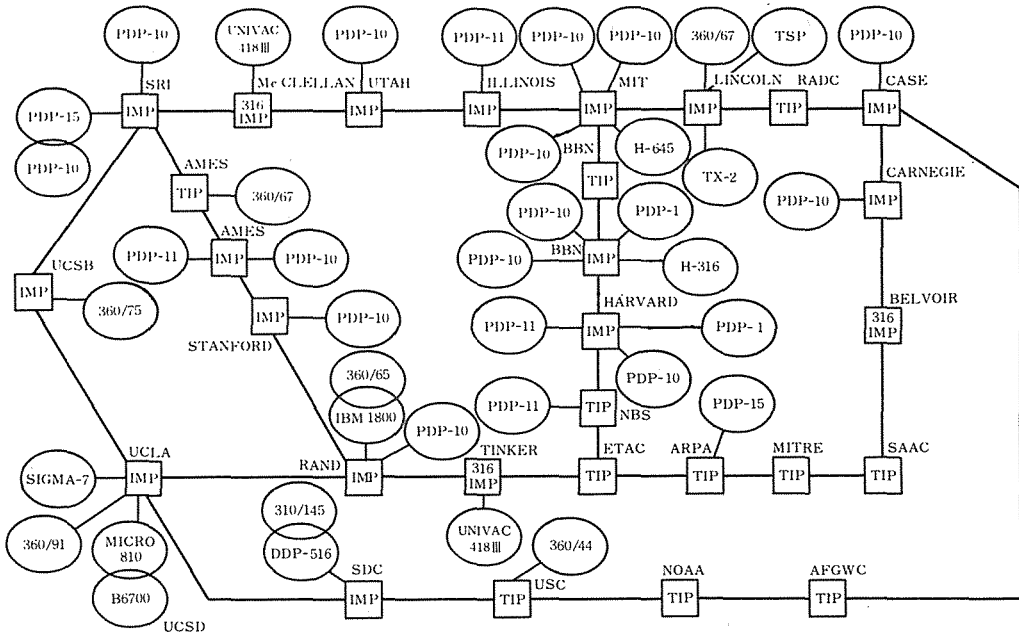 PDP-10
UNIVAC
418Ⅲ
PDP-10
PDP-11
PDP-10
PDP-10
360/67
TSP
PDP-10
SRI
Mc CLELLAN
UTAH
ILLINOIS
MIT
LINCOLN
RADC
CASE
IMP
316
IMP
IMP
IMP
IMP
IMP
TIP
IMP
PDP-15
PDP-10
PDP-10
BBN
H-645
TX-2
AMES
TIP
360/67
TIP
CARNEGIE
PDP-10
IMP
AMES
PDP-11
IMP
PDP-10
PDP-10
PDP-1
BBN
PDP-10
IMP
H-316
UCSB
IMP
360/75
IMP
PDP-10
STANFORD
HARVARD
PDP-11
IMP
PDP-1
PDP-10
BELVOIR
316
IMP
360/65
IBM 1800
PDP-10
PDP-11
TIP
NBS
PDP-15
UCLA
RAND
TINKER
ETAC
ARPA
MITRE
SAAC
SIGMA-7
IMP
IMP
316
IMP
TIP
TIP
TIP
TIP
360/91
MICRO
810
B6700
UCSD
310/145
DDP-516
UNIVAC
418Ⅲ
360/44
SDC
IMP
USC
TIP
NOAA
TIP
AFGWC
TIP